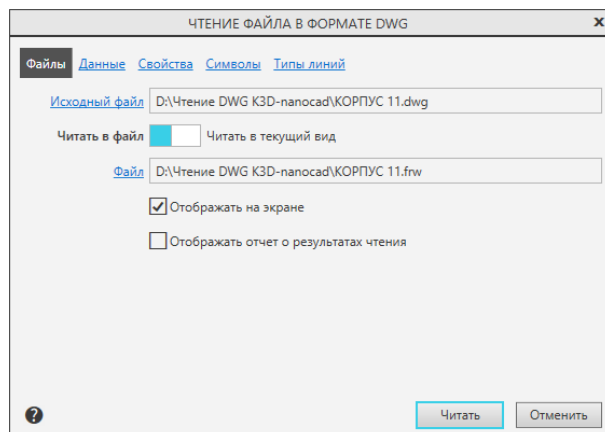 ЧТЕНИЕ ФАЙЛА В ФОРМАТЕ DWG
Файлы Данные Свойства Символы Типы линий
Исходный файл D:\Чтение DWG K3D-nanocad\КОРПУС 11.dwg
Читать в файл Читать в текущий вид
Файл D:\Чтение DWG K3D-nanocad\КОРПУС 11.frw
Отображать на экране
Отображать отчет о результатах чтения
Читать Отменить